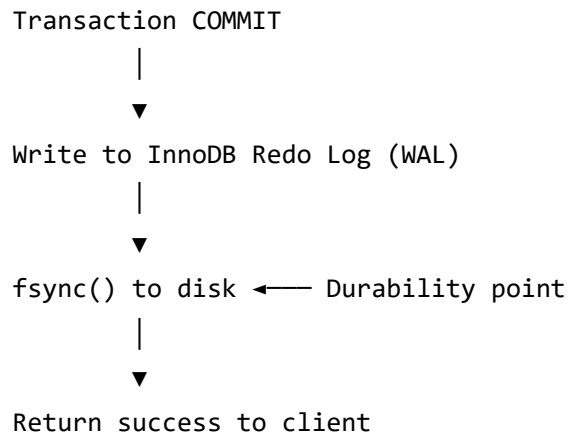 Transaction COMMIT
Write to InnoDB Redo Log (WAL)
fsync() to disk ◄── Durability point
Return success to client